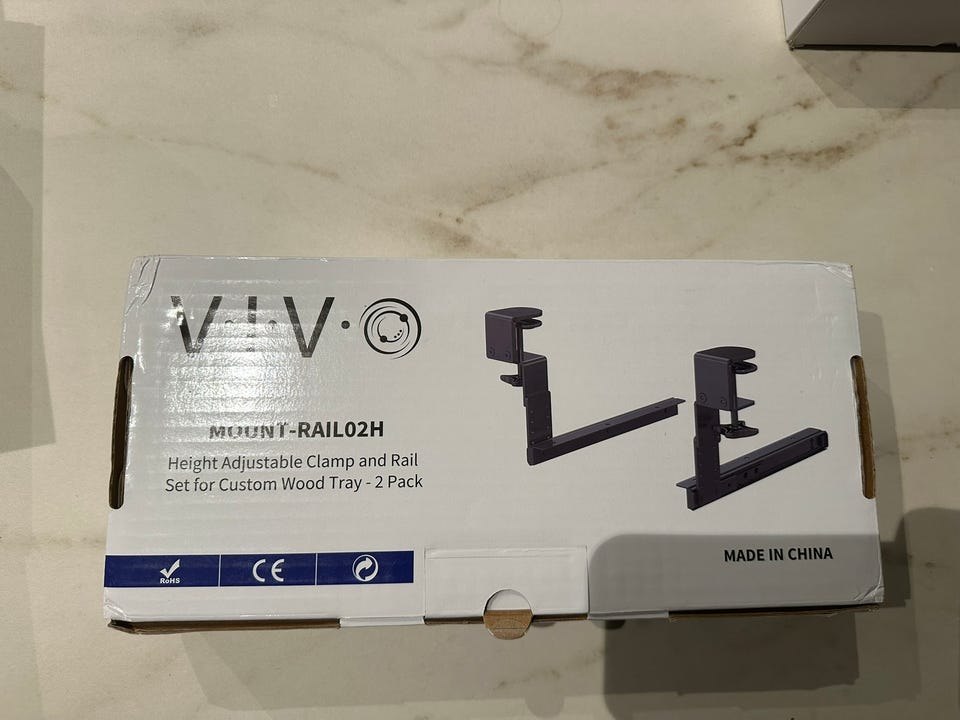 V·I·V·O
MOUNT-RAIL02H
Height Adjustable Clamp and Rail
Set for Custom Wood Tray - 2 Pack
RoHS
CE
MADE IN CHINA